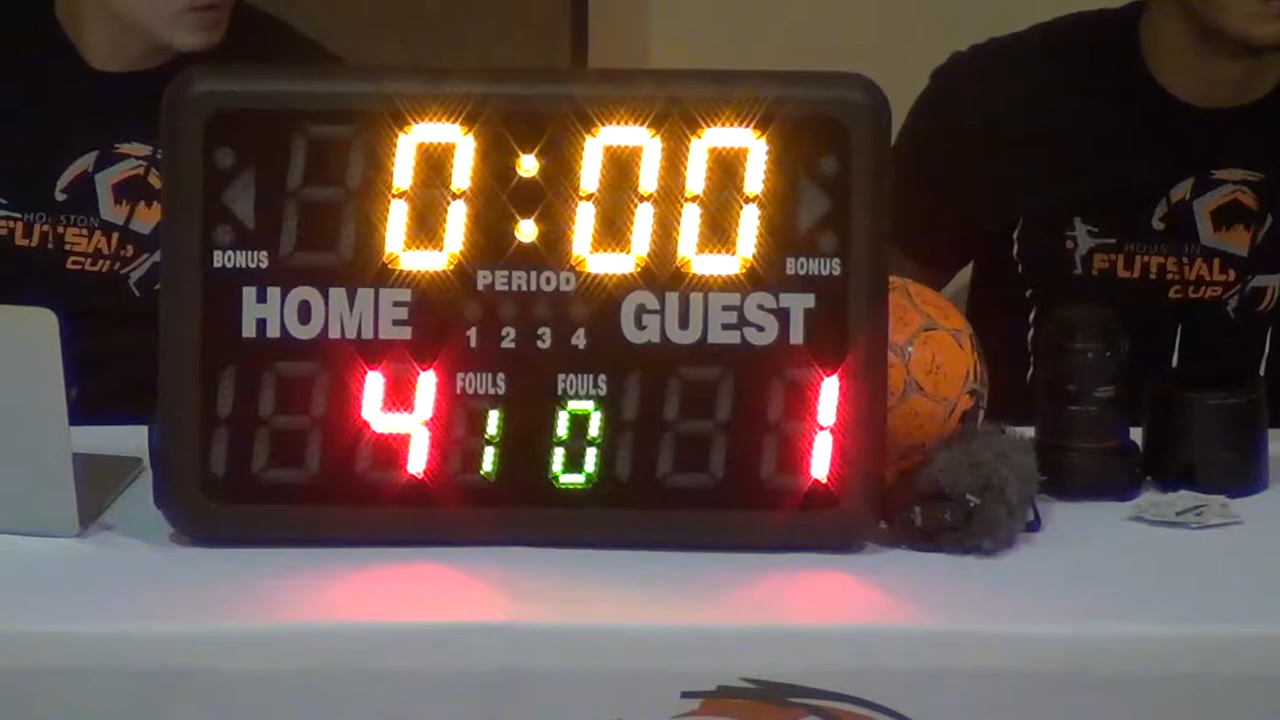 0:00
BONUS
PERIOD
BONUS
HOME
GUEST
1 2 3 4
FOULS
FOULS
4
1
0
1
HOUSTON
FUTSAL
CUP
HOUSTON
FUTSAL
CUP